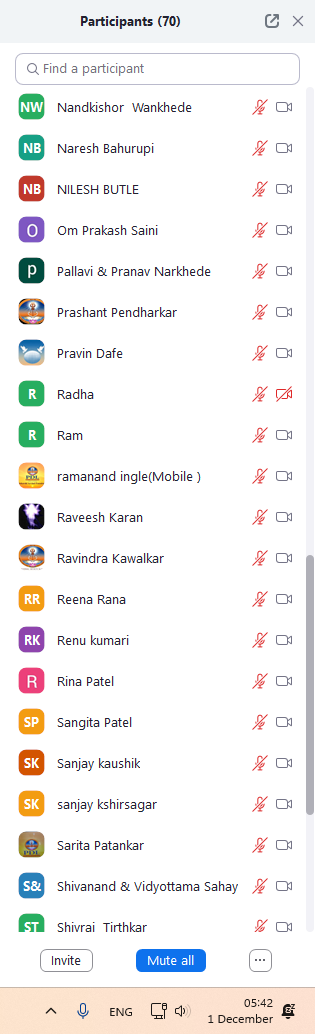 Participants (70)
Find a participant
NW Nandkishor Wankhede
NB Naresh Bahurupi
NB NILESH BUTLE
O Om Prakash Saini
P Pallavi & Pranav Narkhede
Prashant Pendharkar
Pravin Dafe
R Radha
R Ram
ramanand ingle(Mobile )
Raveesh Karan
Ravindra Kawalkar
RR Reena Rana
RK Renu kumari
R Rina Patel
SP Sangita Patel
SK Sanjay kaushik
SK sanjay kshirsagar
Sarita Patankar
S& Shivanand & Vidyottama Sahay
ST Shivraj Tirthkar
Invite Mute all ...
ENG 05:42
1 December